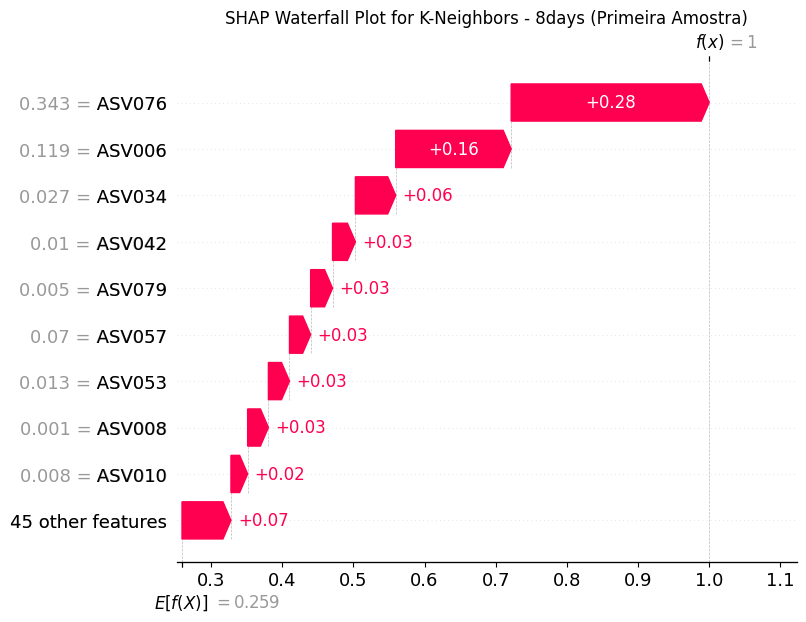 SHAP Waterfall Plot for K-Neighbors - 8days (Primeira Amostra)
f(x) = 1
0.343 = ASV076 +0.28
0.119 = ASV006 +0.16
0.027 = ASV034 +0.06
0.01 = ASV042 +0.03
0.005 = ASV079 +0.03
0.07 = ASV057 +0.03
0.013 = ASV053 +0.03
0.001 = ASV008 +0.03
0.008 = ASV010 +0.02
45 other features +0.07
0.3 0.4 0.5 0.6 0.7 0.8 0.9 1.0 1.1
E[f(X)] = 0.259